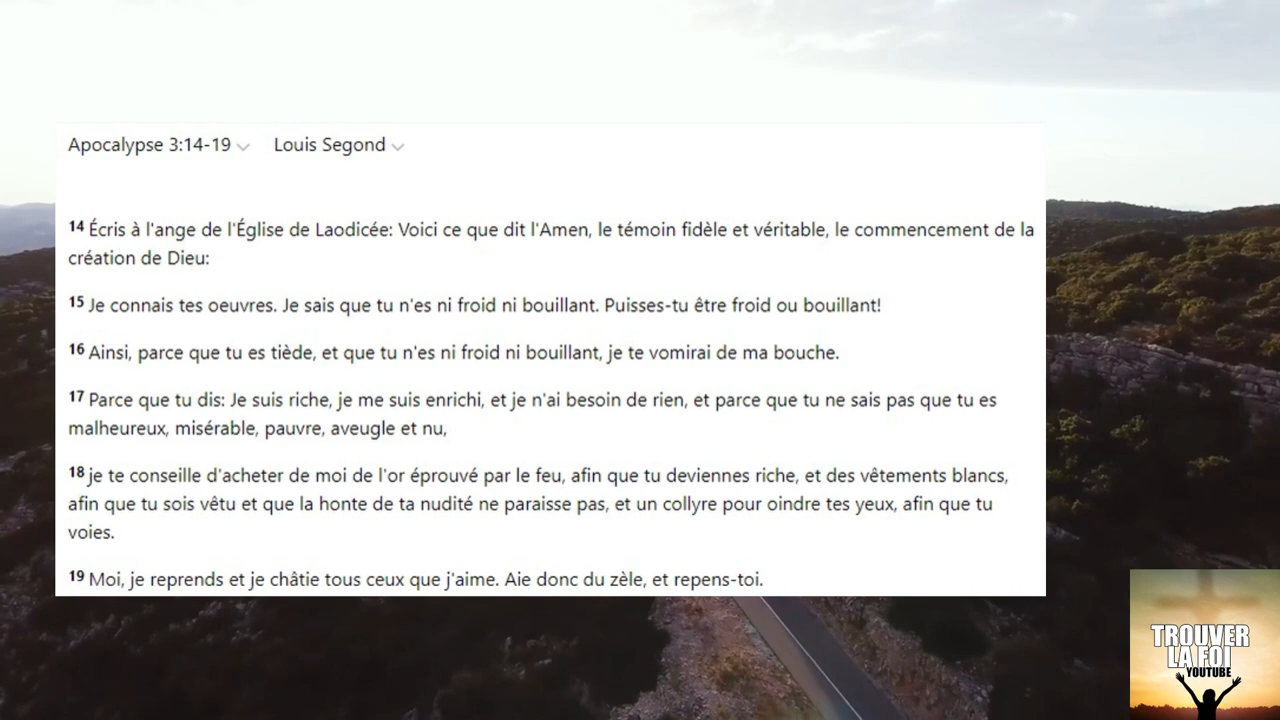 Apocalypse 3:14-19 Louis Segond
14 Écris à l'ange de l'Église de Laodicée: Voici ce que dit l'Amen, le témoin fidèle et véritable, le commencement de la
création de Dieu:
15 Je connais tes oeuvres. Je sais que tu n'es ni froid ni bouillant. Puisses-tu être froid ou bouillant!
16 Ainsi, parce que tu es tiède, et que tu n'es ni froid ni bouillant, je te vomirai de ma bouche.
17 Parce que tu dis: Je suis riche, je me suis enrichi, et je n'ai besoin de rien, et parce que tu ne sais pas que tu es
malheureux, misérable, pauvre, aveugle et nu,
18 je te conseille d'acheter de moi de l'or éprouvé par le feu, afin que tu deviennes riche, et des vêtements blancs,
afin que tu sois vêtu et que la honte de ta nudité ne paraisse pas, et un collyre pour oindre tes yeux, afin que tu
voies.
19 Moi, je reprends et je châtie tous ceux que j'aime. Aie donc du zèle, et repens-toi.
TROUVER
LA FOI
YOUTUBE